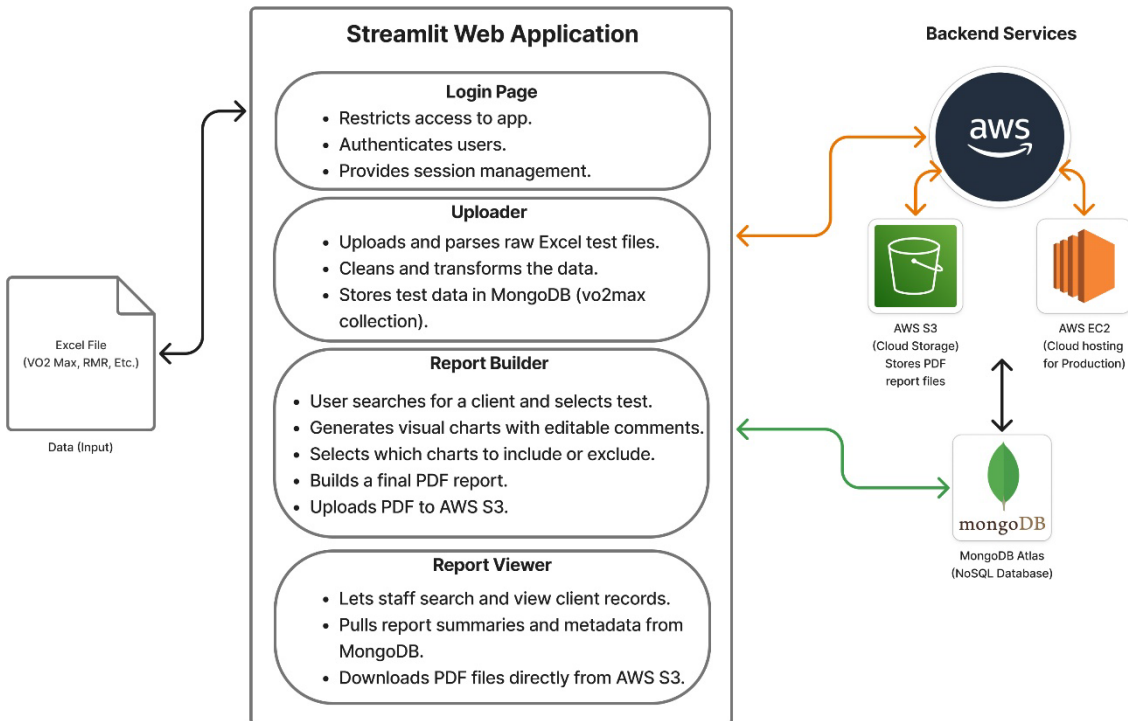 Streamlit Web Application
Login Page
• Restricts access to app.
• Authenticates users.
• Provides session management.
Uploader
• Uploads and parses raw Excel test files.
• Cleans and transforms the data.
• Stores test data in MongoDB (vo2max
collection).
Report Builder
• User searches for a client and selects test.
• Generates visual charts with editable comments.
• Selects which charts to include or exclude.
• Builds a final PDF report.
• Uploads PDF to AWS S3.
Report Viewer
• Lets staff search and view client records.
• Pulls report summaries and metadata from
MongoDB.
• Downloads PDF files directly from AWS S3.
Excel File
(VO2 Max, RMR, Etc.)
Data (Input)
Backend Services
aws
AWS S3
(Cloud Storage)
Stores PDF
report files
AWS EC2
(Cloud hosting
for Production)
mongoDB
MongoDB Atlas
(NoSQL Database)